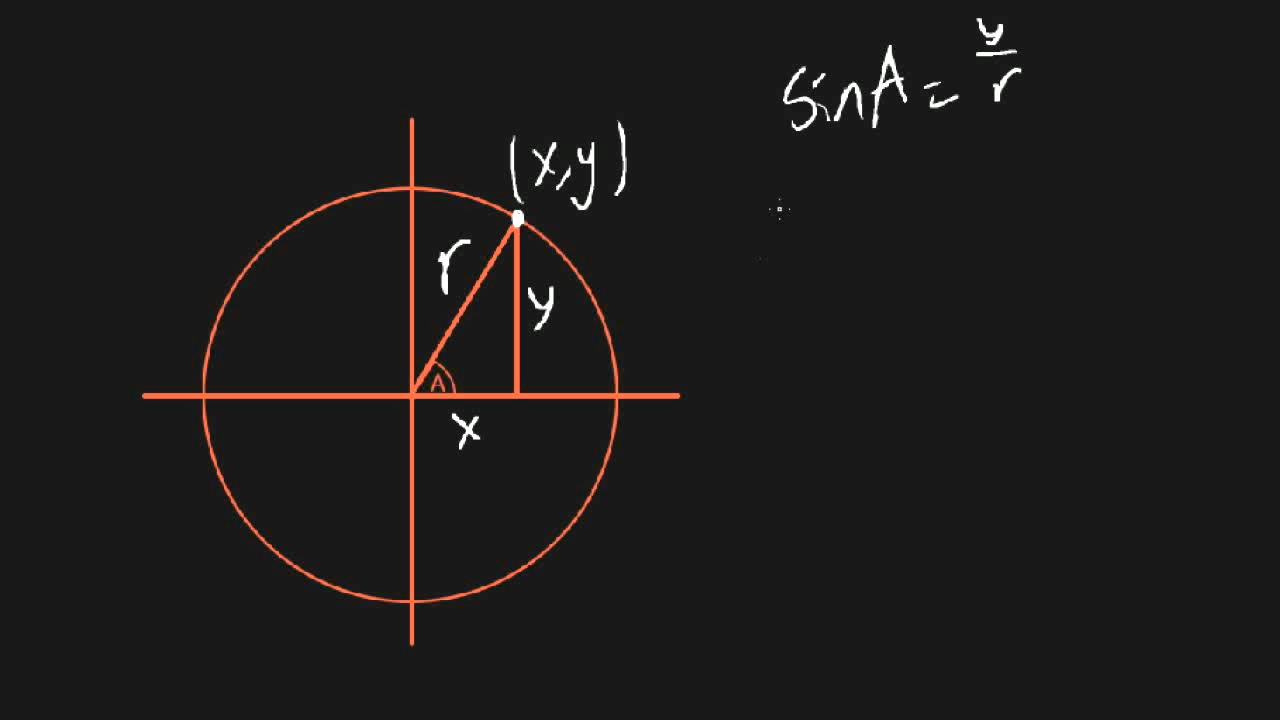 sinA = y/r
(x,y)
r
y
A
x